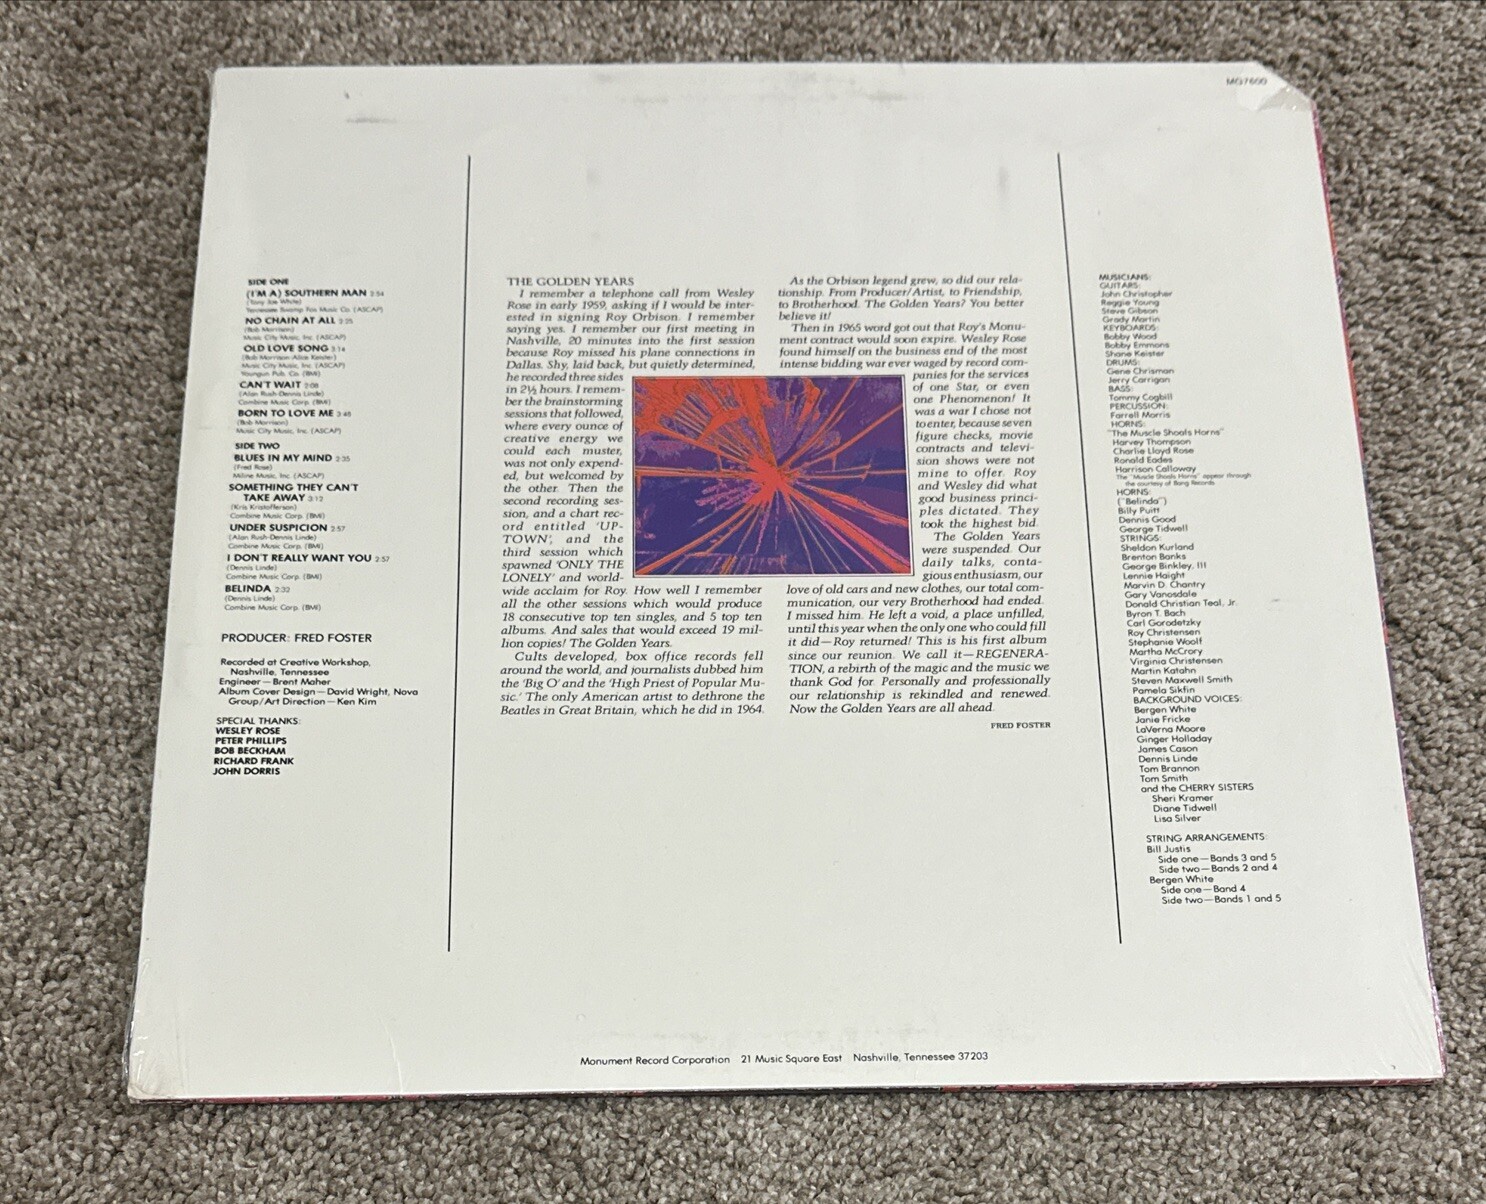 MG7600
SIDE ONE
(I'M A) SOUTHERN MAN 2:54
(Tony Joe White)
Tennessee Swamp Fox Music Co. (ASCAP)
NO CHAIN AT ALL 2:25
(Bob Morrison)
Music City Music, Inc. (ASCAP)
OLD LOVE SONG 3:14
(Bob Morrison-Alice Keister)
Music City Music, Inc. (ASCAP)
Youngun Pub. Co. (BMI)
CAN'T WAIT 2:08
(Alan Rush-Dennis Linde)
Combine Music Corp. (BMI)
BORN TO LOVE ME 3:48
(Bob Morrison)
Music City Music, Inc. (ASCAP)
SIDE TWO
BLUES IN MY MIND 2:35
(Fred Rose)
Milene Music, Inc. (ASCAP)
SOMETHING THEY CAN'T
TAKE AWAY 3:12
(Kris Kristofferson)
Combine Music Corp. (BMI)
UNDER SUSPICION 2:57
(Alan Rush-Dennis Linde)
Combine Music Corp. (BMI)
I DON'T REALLY WANT YOU 2:57
(Dennis Linde)
Combine Music Corp. (BMI)
BELINDA 2:32
(Dennis Linde)
Combine Music Corp. (BMI)
PRODUCER: FRED FOSTER
Recorded at Creative Workshop,
Nashville, Tennessee
Engineer—Brent Maher
Album Cover Design—David Wright, Nova
Group/Art Direction—Ken Kim
SPECIAL THANKS:
WESLEY ROSE
PETER PHILLIPS
BOB BECKHAM
RICHARD FRANK
JOHN DORRIS
THE GOLDEN YEARS
I remember a telephone call from Wesley
Rose in early 1959, asking if I would be inter-
ested in signing Roy Orbison. I remember
saying yes. I remember our first meeting in
Nashville, 20 minutes into the first session
because Roy missed his plane connections in
Dallas. Shy, laid back, but quietly determined,
he recorded three sides
in 2½ hours. I remem-
ber the brainstorming
sessions that followed,
where every ounce of
creative energy we
could each muster,
was not only expend-
ed, but welcomed by
the other. Then the
second recording ses-
sion, and a chart rec-
ord entitled 'UP-
TOWN', and the
third session which
spawned 'ONLY THE
LONELY' and world-
wide acclaim for Roy. How well I remember
all the other sessions which would produce
18 consecutive top ten singles, and 5 top ten
albums. And sales that would exceed 19 mil-
lion copies! The Golden Years.
Cults developed, box office records fell
around the world, and journalists dubbed him
the 'Big O' and the 'High Priest of Popular Mu-
sic.' The only American artist to dethrone the
Beatles in Great Britain, which he did in 1964.
As the Orbison legend grew, so did our rela-
tionship. From Producer/Artist, to Friendship,
to Brotherhood. The Golden Years? You better
believe it!
Then in 1965 word got out that Roy's Monu-
ment contract would soon expire. Wesley Rose
found himself on the business end of the most
intense bidding war ever waged by record com-
panies for the services
of one Star, or even
one Phenomenon! It
was a war I chose not
to enter, because seven
figure checks, movie
contracts and televi-
sion shows were not
mine to offer. Roy
and Wesley did what
good business princi-
ples dictated. They
took the highest bid.
The Golden Years
were suspended. Our
daily talks, conta-
gious enthusiasm, our
love of old cars and new clothes, our total com-
munication, our very Brotherhood had ended.
I missed him. He left a void, a place unfilled,
until this year when the only one who could fill
it did—Roy returned! This is his first album
since our reunion. We call it—REGENERA-
TION, a rebirth of the magic and the music we
thank God for. Personally and professionally
our relationship is rekindled and renewed.
Now the Golden Years are all ahead.
FRED FOSTER
MUSICIANS:
GUITARS:
John Christopher
Reggie Young
Steve Gibson
Grady Martin
KEYBOARDS:
Bobby Wood
Bobby Emmons
Shane Keister
DRUMS:
Gene Chrisman
Jerry Carrigan
BASS:
Tommy Cogbill
PERCUSSION:
Farrell Morris
HORNS:
"The Muscle Shoals Horns"
Harvey Thompson
Charlie Lloyd Rose
Ronald Eades
Harrison Calloway
The "Muscle Shoals Horns" appear through
the courtesy of Bang Records
HORNS:
("Belinda")
Billy Puitt
Dennis Good
George Tidwell
STRINGS:
Sheldon Kurland
Brenton Banks
George Binkley, III
Lennie Haight
Marvin D. Chantry
Gary Vanosdale
Donald Christian Teal, Jr.
Byron T. Bach
Carl Gorodetzky
Roy Christensen
Stephanie Woolf
Martha McCrory
Virginia Christensen
Martin Katahn
Steven Maxwell Smith
Pamela Sikfin
BACKGROUND VOICES:
Bergen White
Janie Fricke
LaVerna Moore
Ginger Holladay
James Cason
Dennis Linde
Tom Brannon
Tom Smith
and the CHERRY SISTERS
Sheri Kramer
Diane Tidwell
Lisa Silver
STRING ARRANGEMENTS:
Bill Justis
Side one—Bands 3 and 5
Side two—Bands 2 and 4
Bergen White
Side one—Band 4
Side two—Bands 1 and 5
Monument Record Corporation 21 Music Square East Nashville, Tennessee 37203